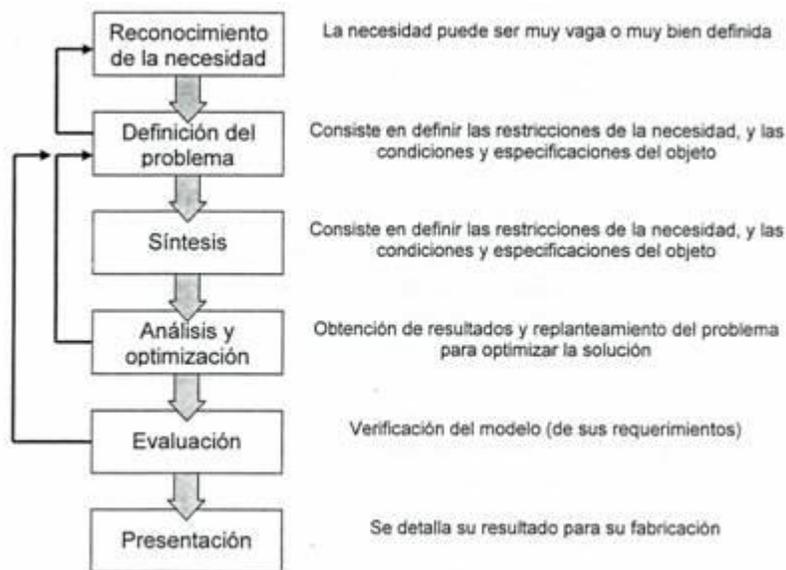 Reconocimiento
de la necesidad
La necesidad puede ser muy vaga o muy bien definida
Definición del
problema
Consiste en definir las restricciones de la necesidad, y las
condiciones y especificaciones del objeto
Síntesis
Consiste en definir las restricciones de la necesidad, y las
condiciones y especificaciones del objeto
Análisis y
optimización
Obtención de resultados y replanteamiento del problema
para optimizar la solución
Evaluación
Verificación del modelo (de sus requerimientos)
Presentación
Se detalla su resultado para su fabricación